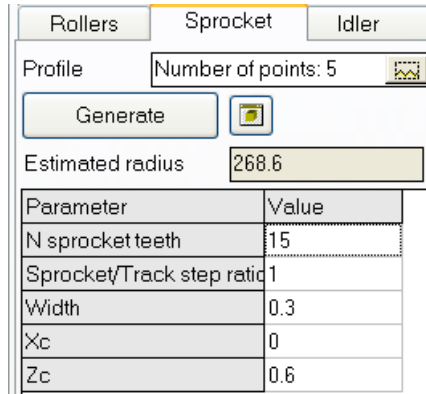 Rollers Sprocket Idler
Profile Number of points: 5
Generate
Estimated radius 268.6
Parameter Value
N sprocket teeth 15
Sprocket/Track step ratio 1
Width 0.3
Xc 0
Zc 0.6